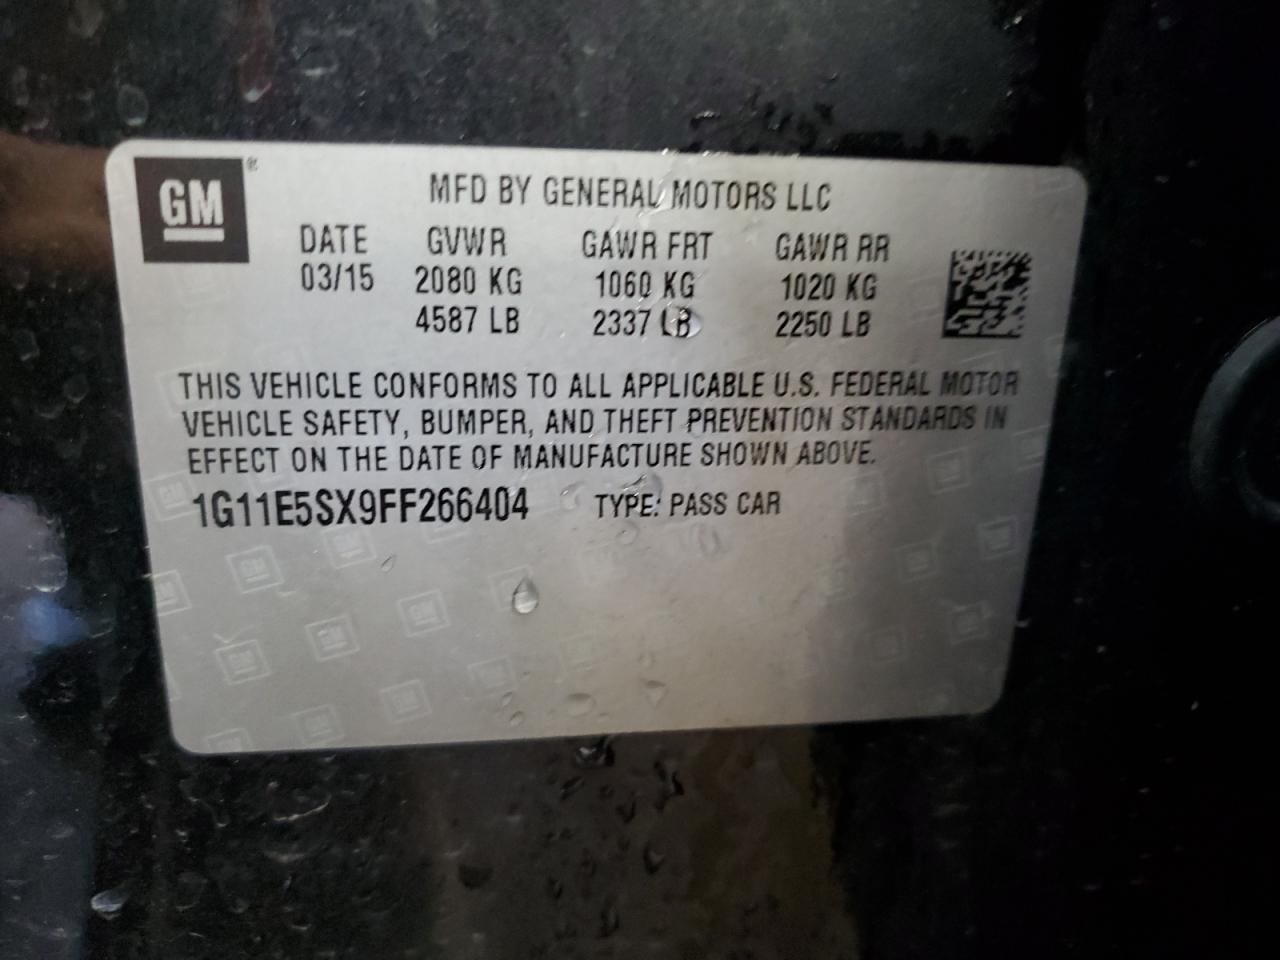 GM ®
MFD BY GENERAL MOTORS LLC
DATE GVWR GAWR FRT GAWR RR
03/15 2080 KG 1060 KG 1020 KG
4587 LB 2337 LB 2250 LB
THIS VEHICLE CONFORMS TO ALL APPLICABLE U.S. FEDERAL MOTOR
VEHICLE SAFETY, BUMPER, AND THEFT PREVENTION STANDARDS IN
EFFECT ON THE DATE OF MANUFACTURE SHOWN ABOVE.
1G11E5SX9FF266404 TYPE: PASS CAR